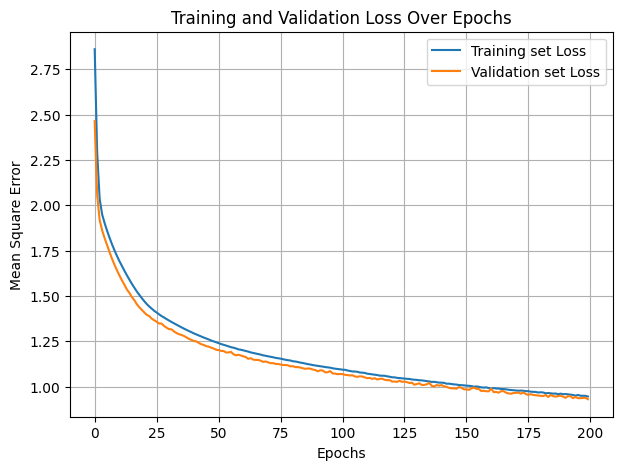 Training and Validation Loss Over Epochs
Training set Loss
Validation set Loss
Mean Square Error
2.75
2.50
2.25
2.00
1.75
1.50
1.25
1.00
0 25 50 75 100 125 150 175 200
Epochs